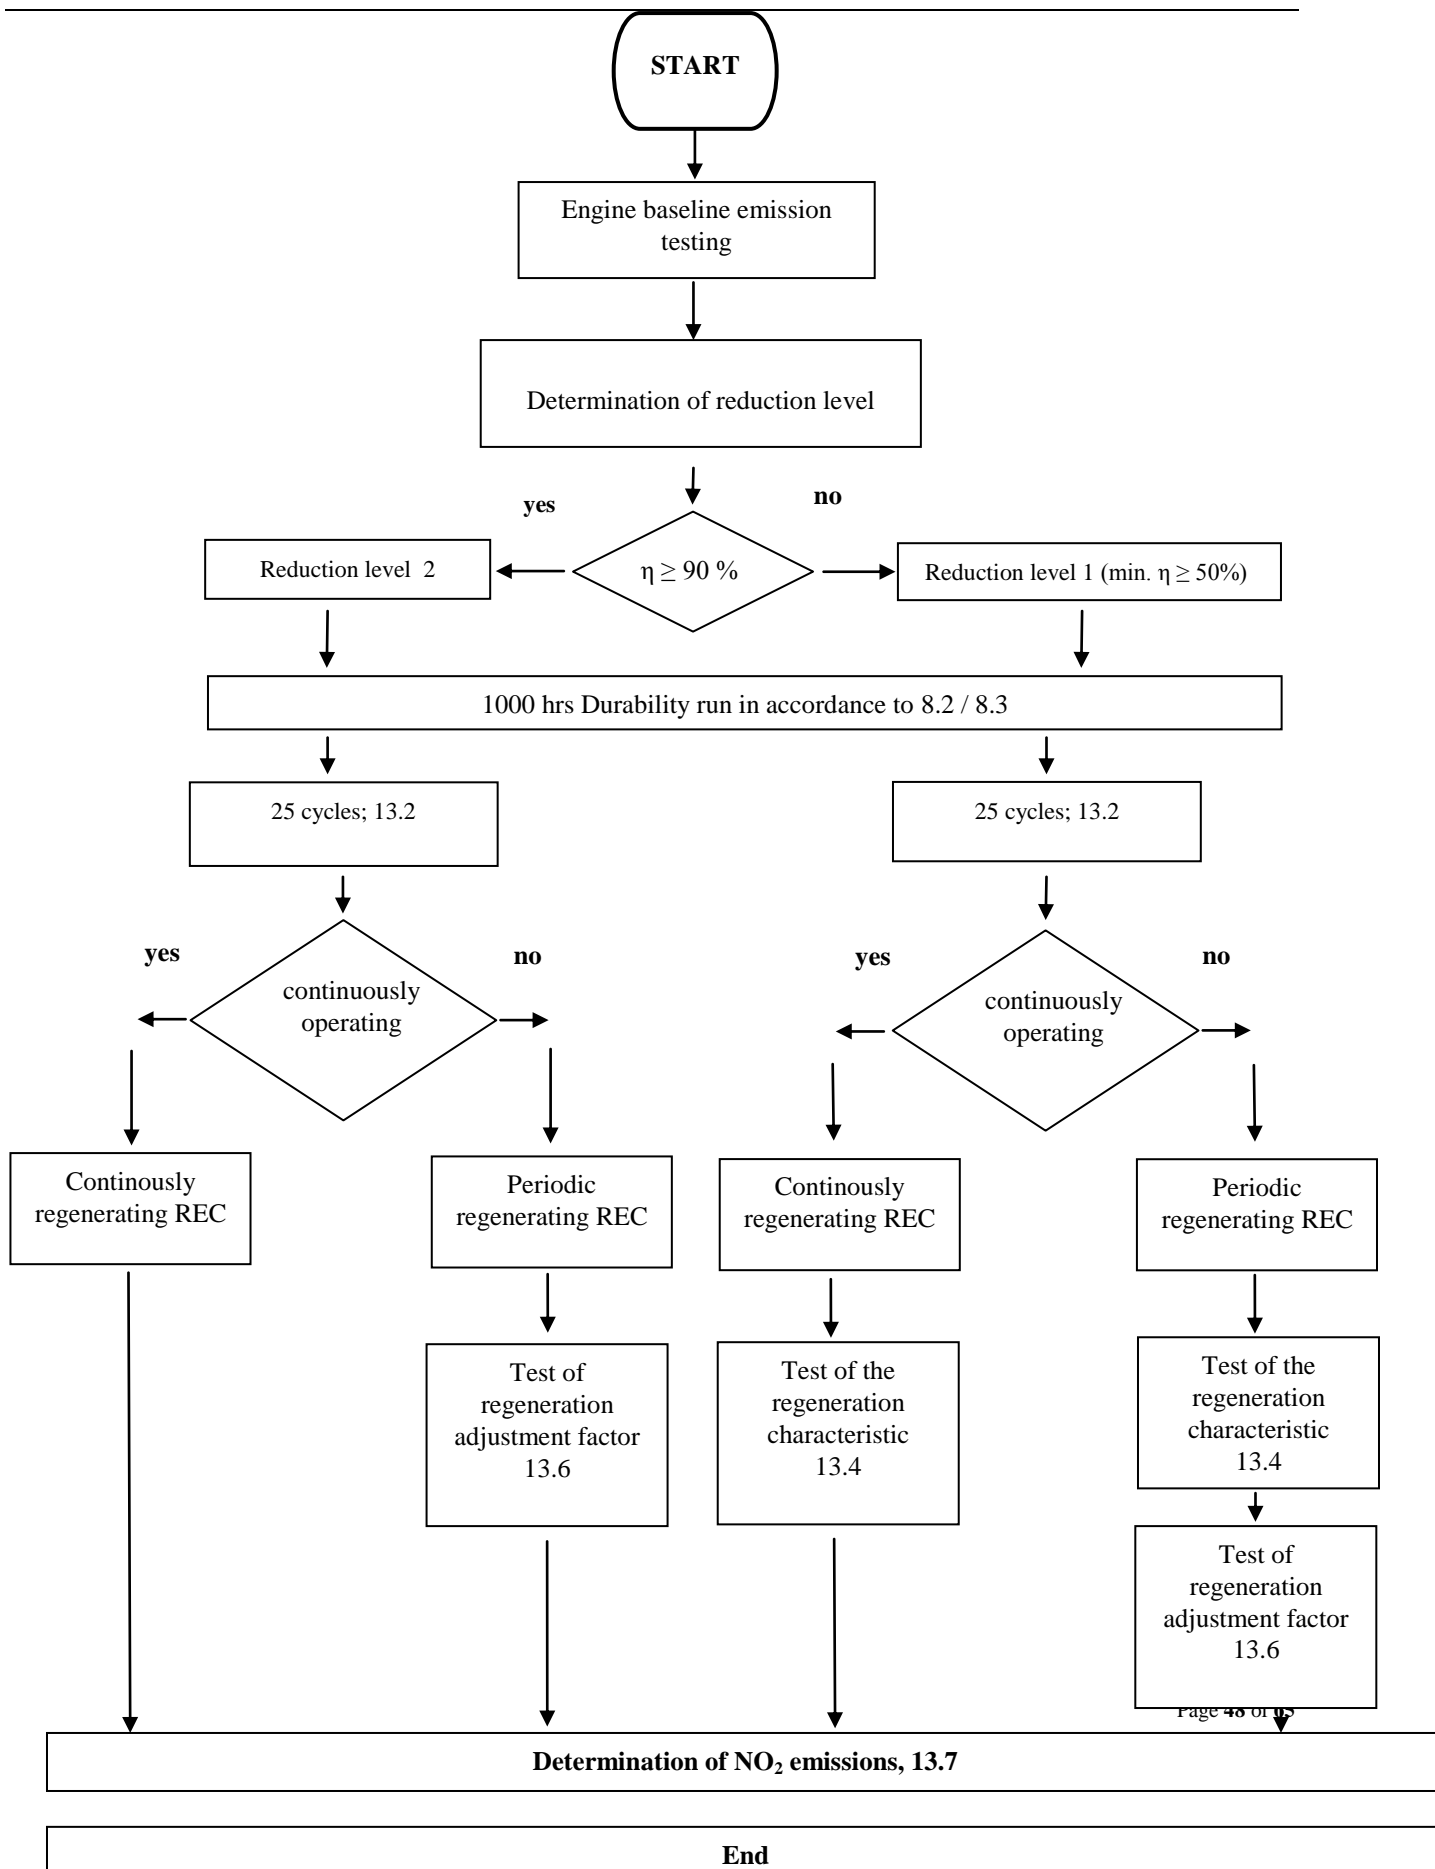 START
Engine baseline emission
testing
Determination of reduction level
yes
no
η ≥ 90 %
Reduction level 2
Reduction level 1 (min. η ≥ 50%)
1000 hrs Durability run in accordance to 8.2 / 8.3
25 cycles; 13.2
25 cycles; 13.2
yes
no
continuously
operating
yes
no
continuously
operating
Continously
regenerating REC
Periodic
regenerating REC
Continously
regenerating REC
Periodic
regenerating REC
Test of
regeneration
adjustment factor
13.6
Test of the
regeneration
characteristic
13.4
Test of the
regeneration
characteristic
13.4
Test of
regeneration
adjustment factor
13.6
Page 48 of 65
Determination of NO₂ emissions, 13.7
End